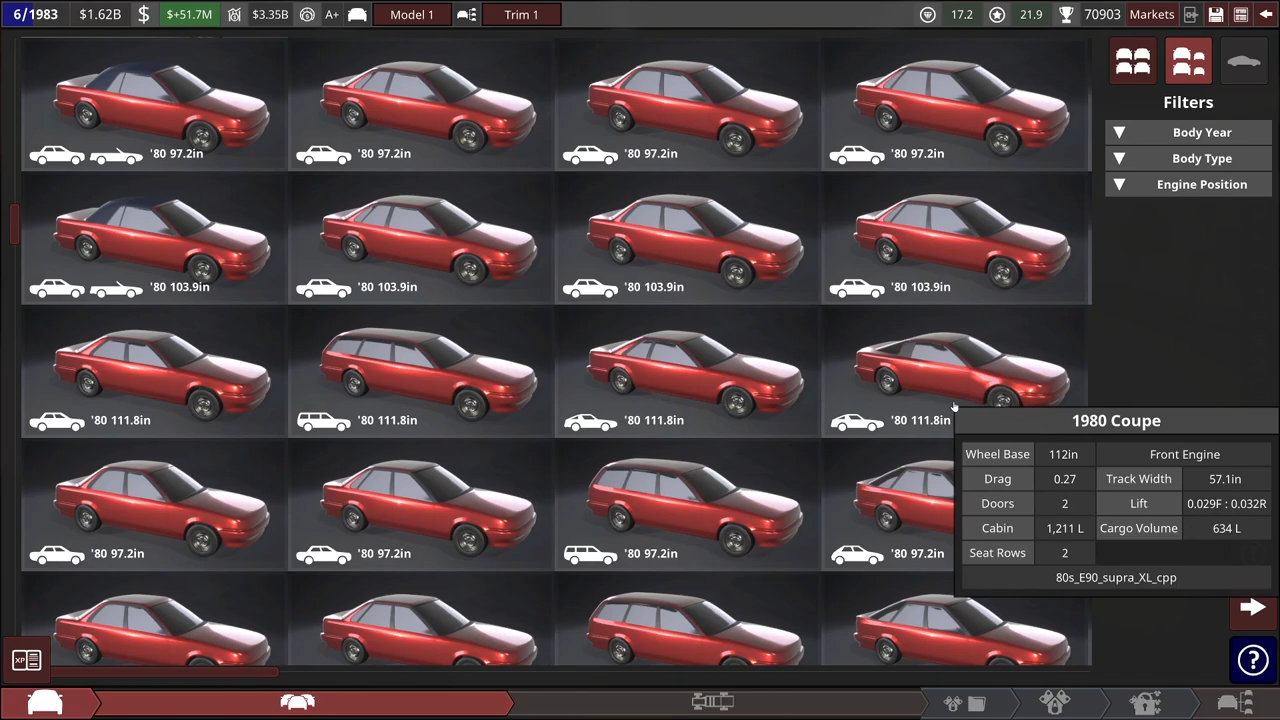 6/1983 $1.62B $ $+51.7M $3.35B A+ Model 1 Trim 1 17.2 21.9 70903 Markets
Filters
Body Year
Body Type
Engine Position
'80 97.2in '80 97.2in '80 97.2in '80 97.2in
'80 103.9in '80 103.9in '80 103.9in '80 103.9in
'80 111.8in '80 111.8in '80 111.8in '80 111.8in
'80 97.2in '80 97.2in '80 97.2in '80 97.2in
1980 Coupe
Wheel Base 112in Front Engine
Drag 0.27 Track Width 57.1in
Doors 2 Lift 0.029F : 0.032R
Cabin 1,211 L Cargo Volume 634 L
Seat Rows 2
80s_E90_supra_XL_cpp
XP
?